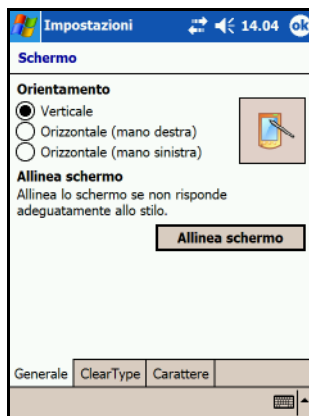 Impostazioni 14.04 ok
Schermo
Orientamento
Verticale
Orizzontale (mano destra)
Orizzontale (mano sinistra)
Allinea schermo
Allinea lo schermo se non risponde
adeguatamente allo stilo.
Allinea schermo
Generale ClearType Carattere